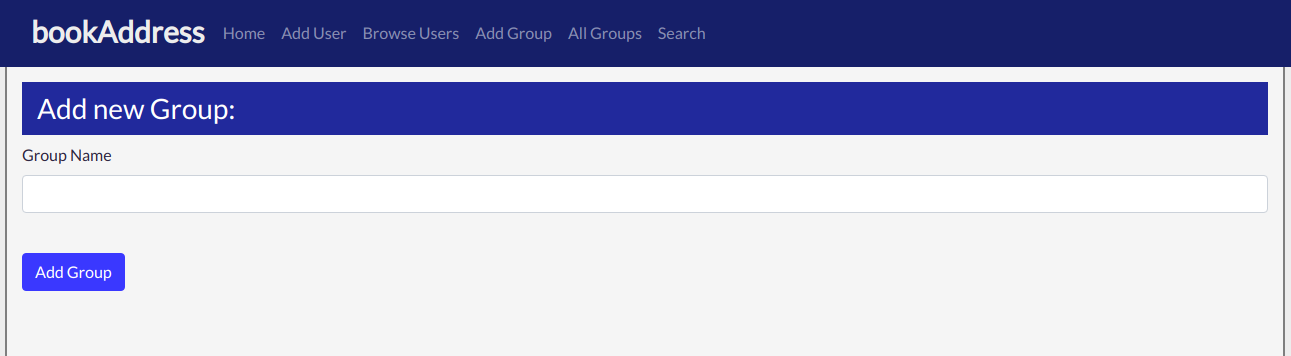 bookAddress Home Add User Browse Users Add Group All Groups Search
Add new Group:
Group Name
Add Group